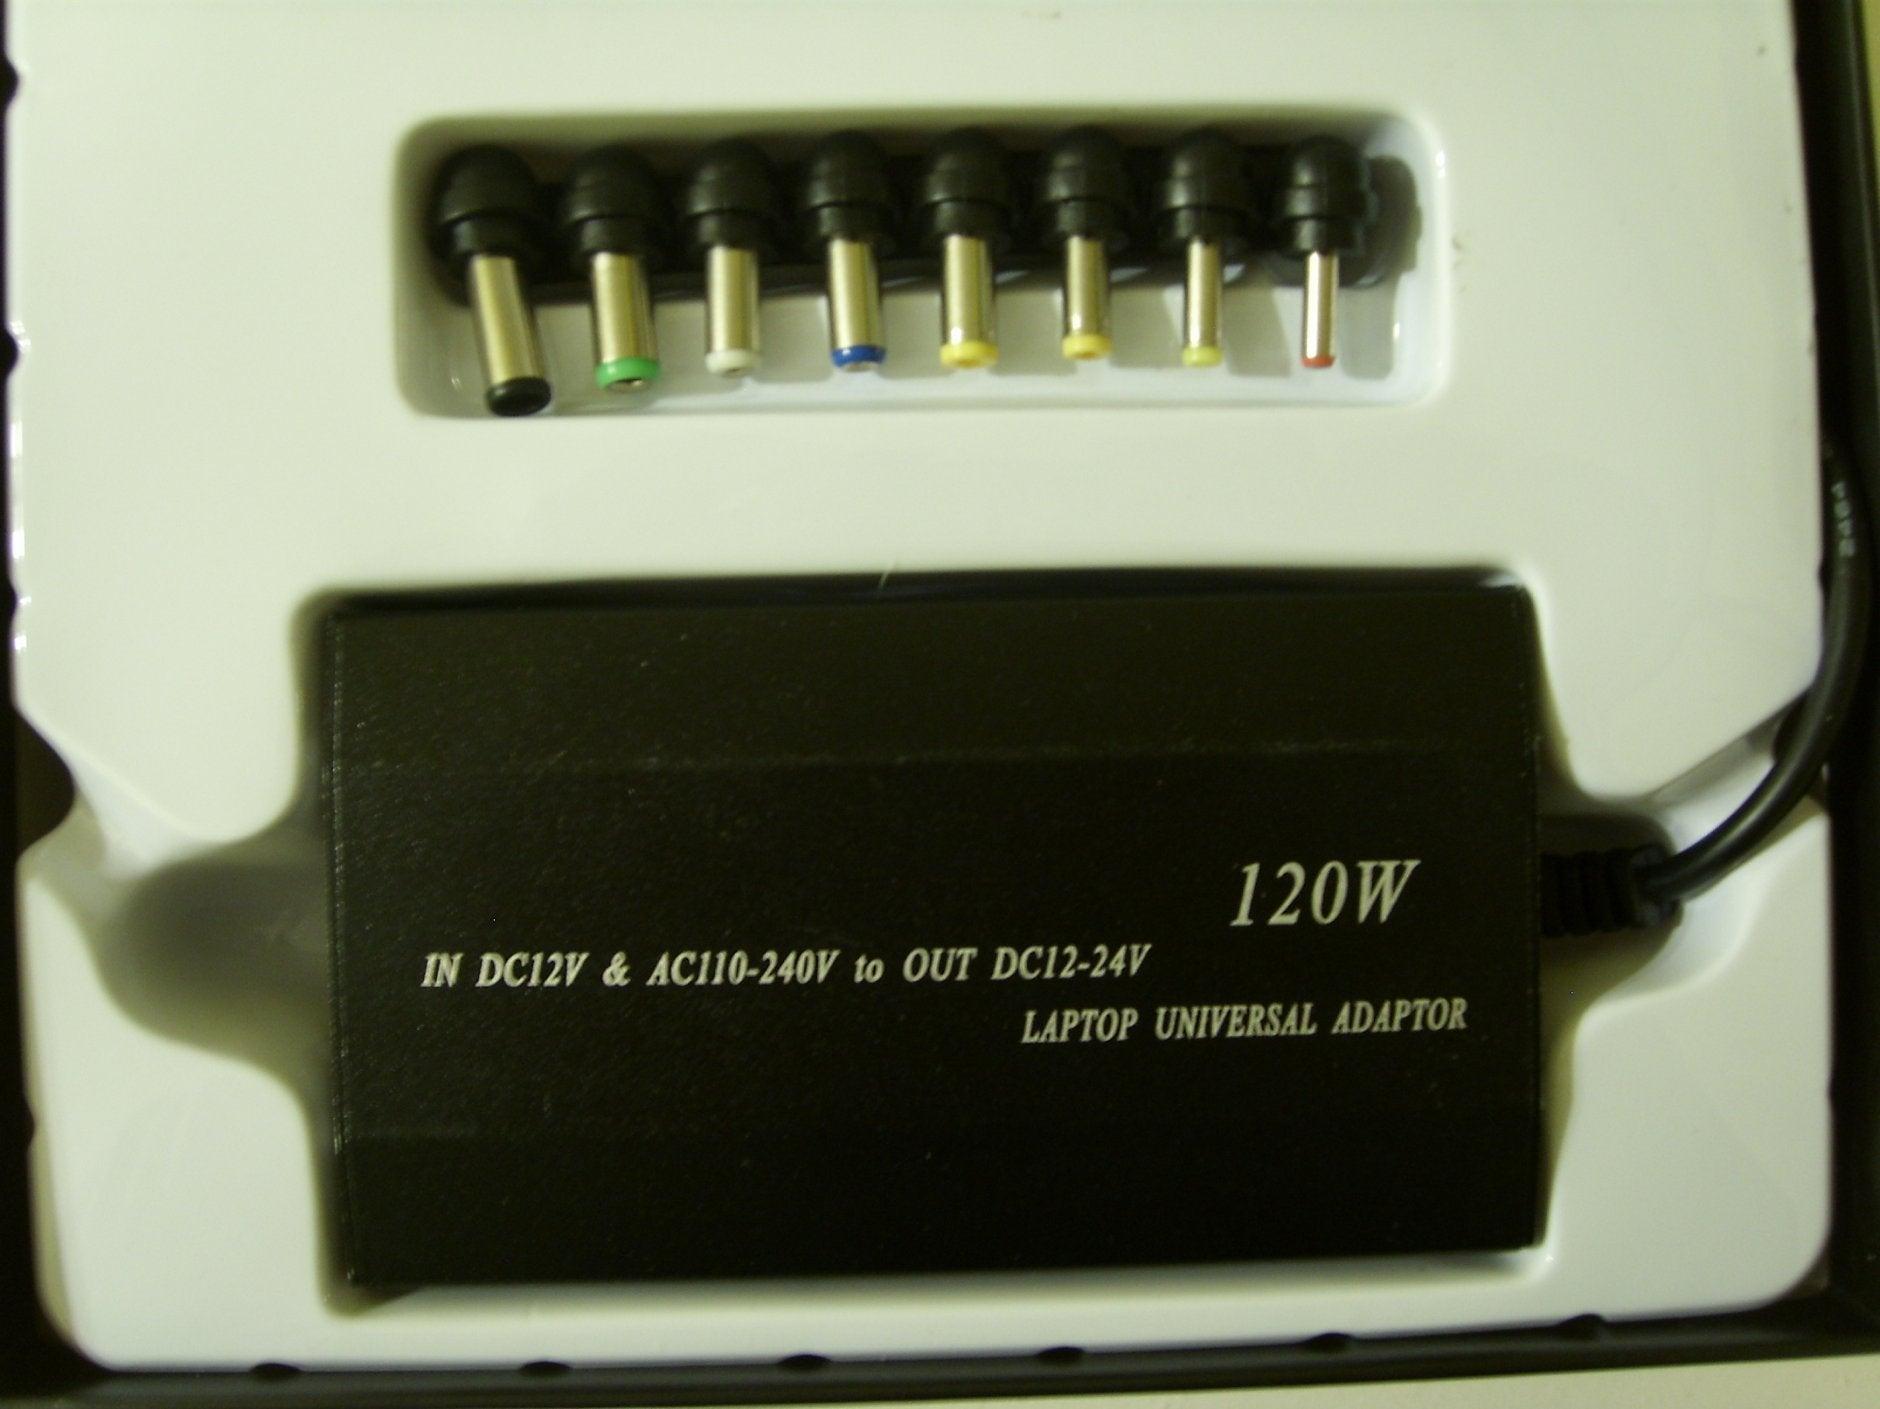 120W
IN DC12V & AC110-240V to OUT DC12-24V
LAPTOP UNIVERSAL ADAPTOR